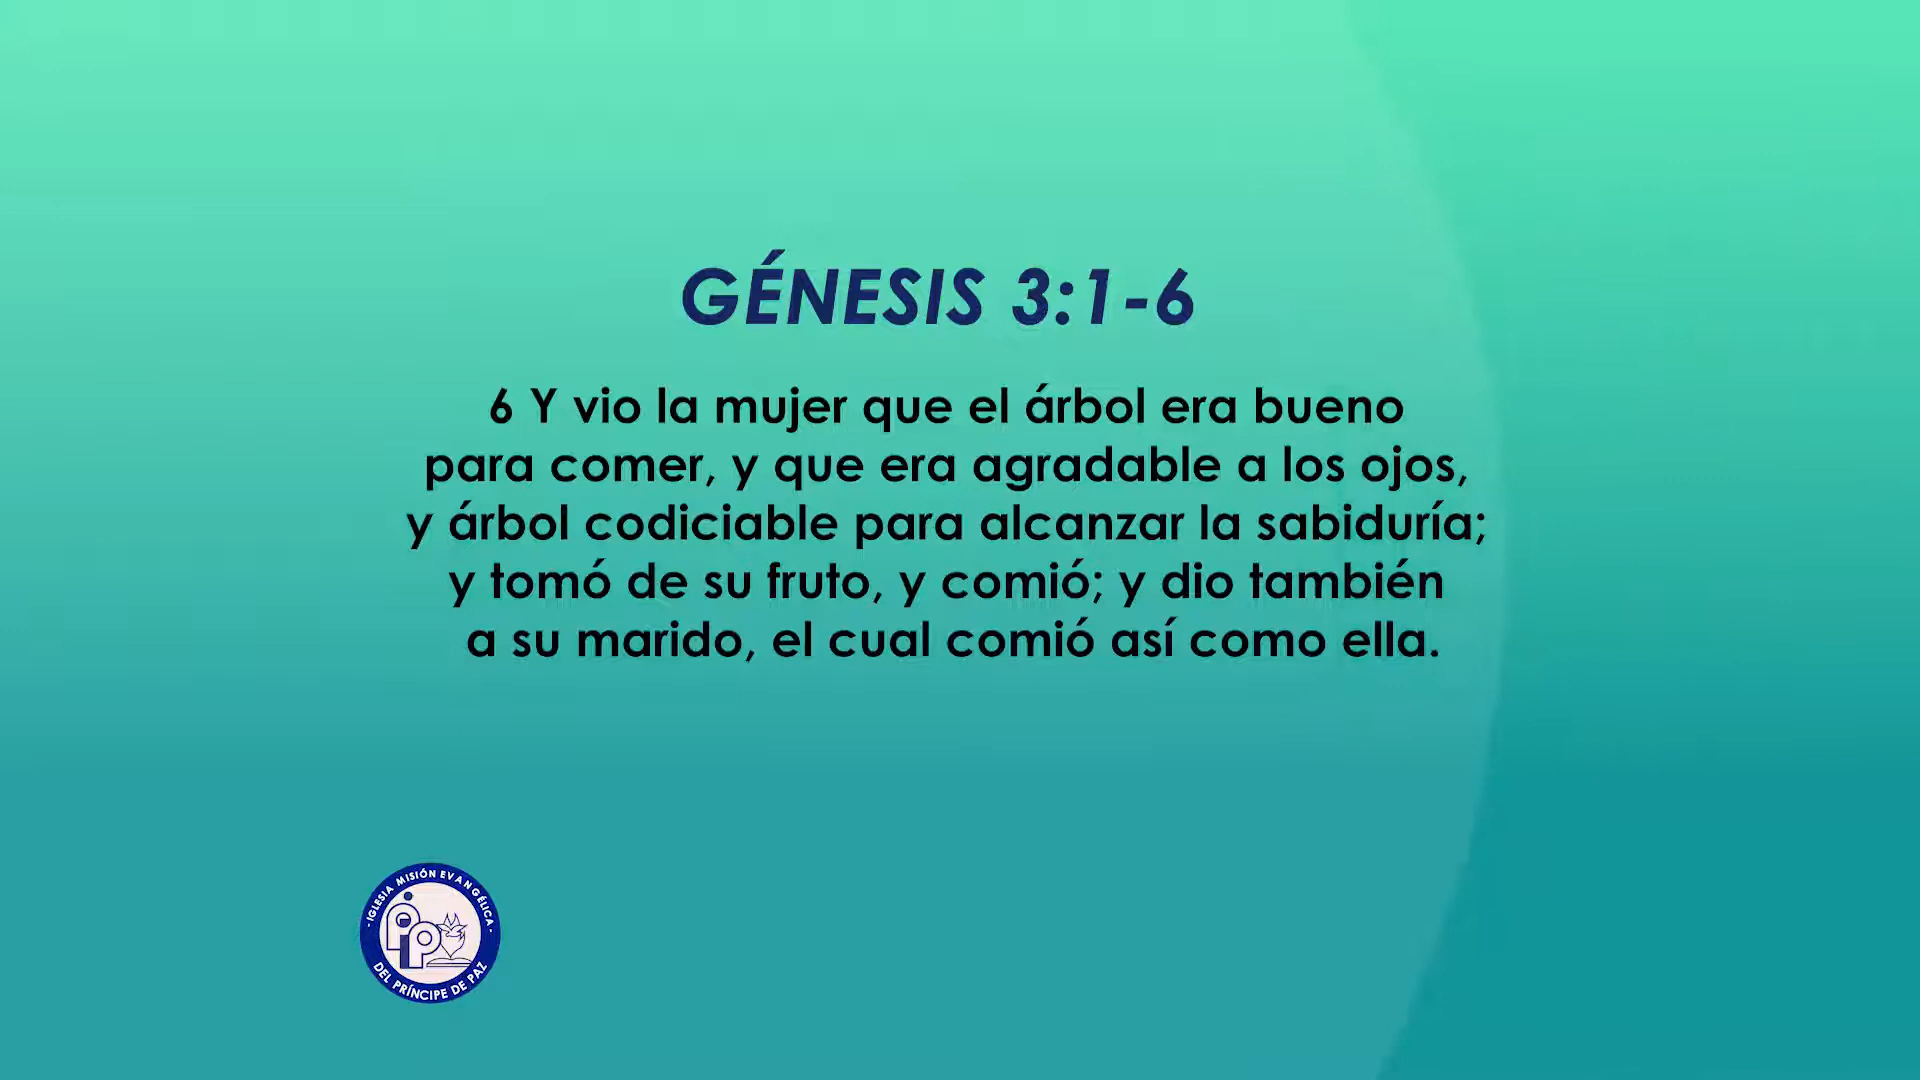 GÉNESIS 3:1-6
6 Y vio la mujer que el árbol era bueno
para comer, y que era agradable a los ojos,
y árbol codiciable para alcanzar la sabiduría;
y tomó de su fruto, y comió; y dio también
a su marido, el cual comió así como ella.
· IGLESIA MISIÓN EVANGÉLICA ·
DEL PRÍNCIPE DE PAZ